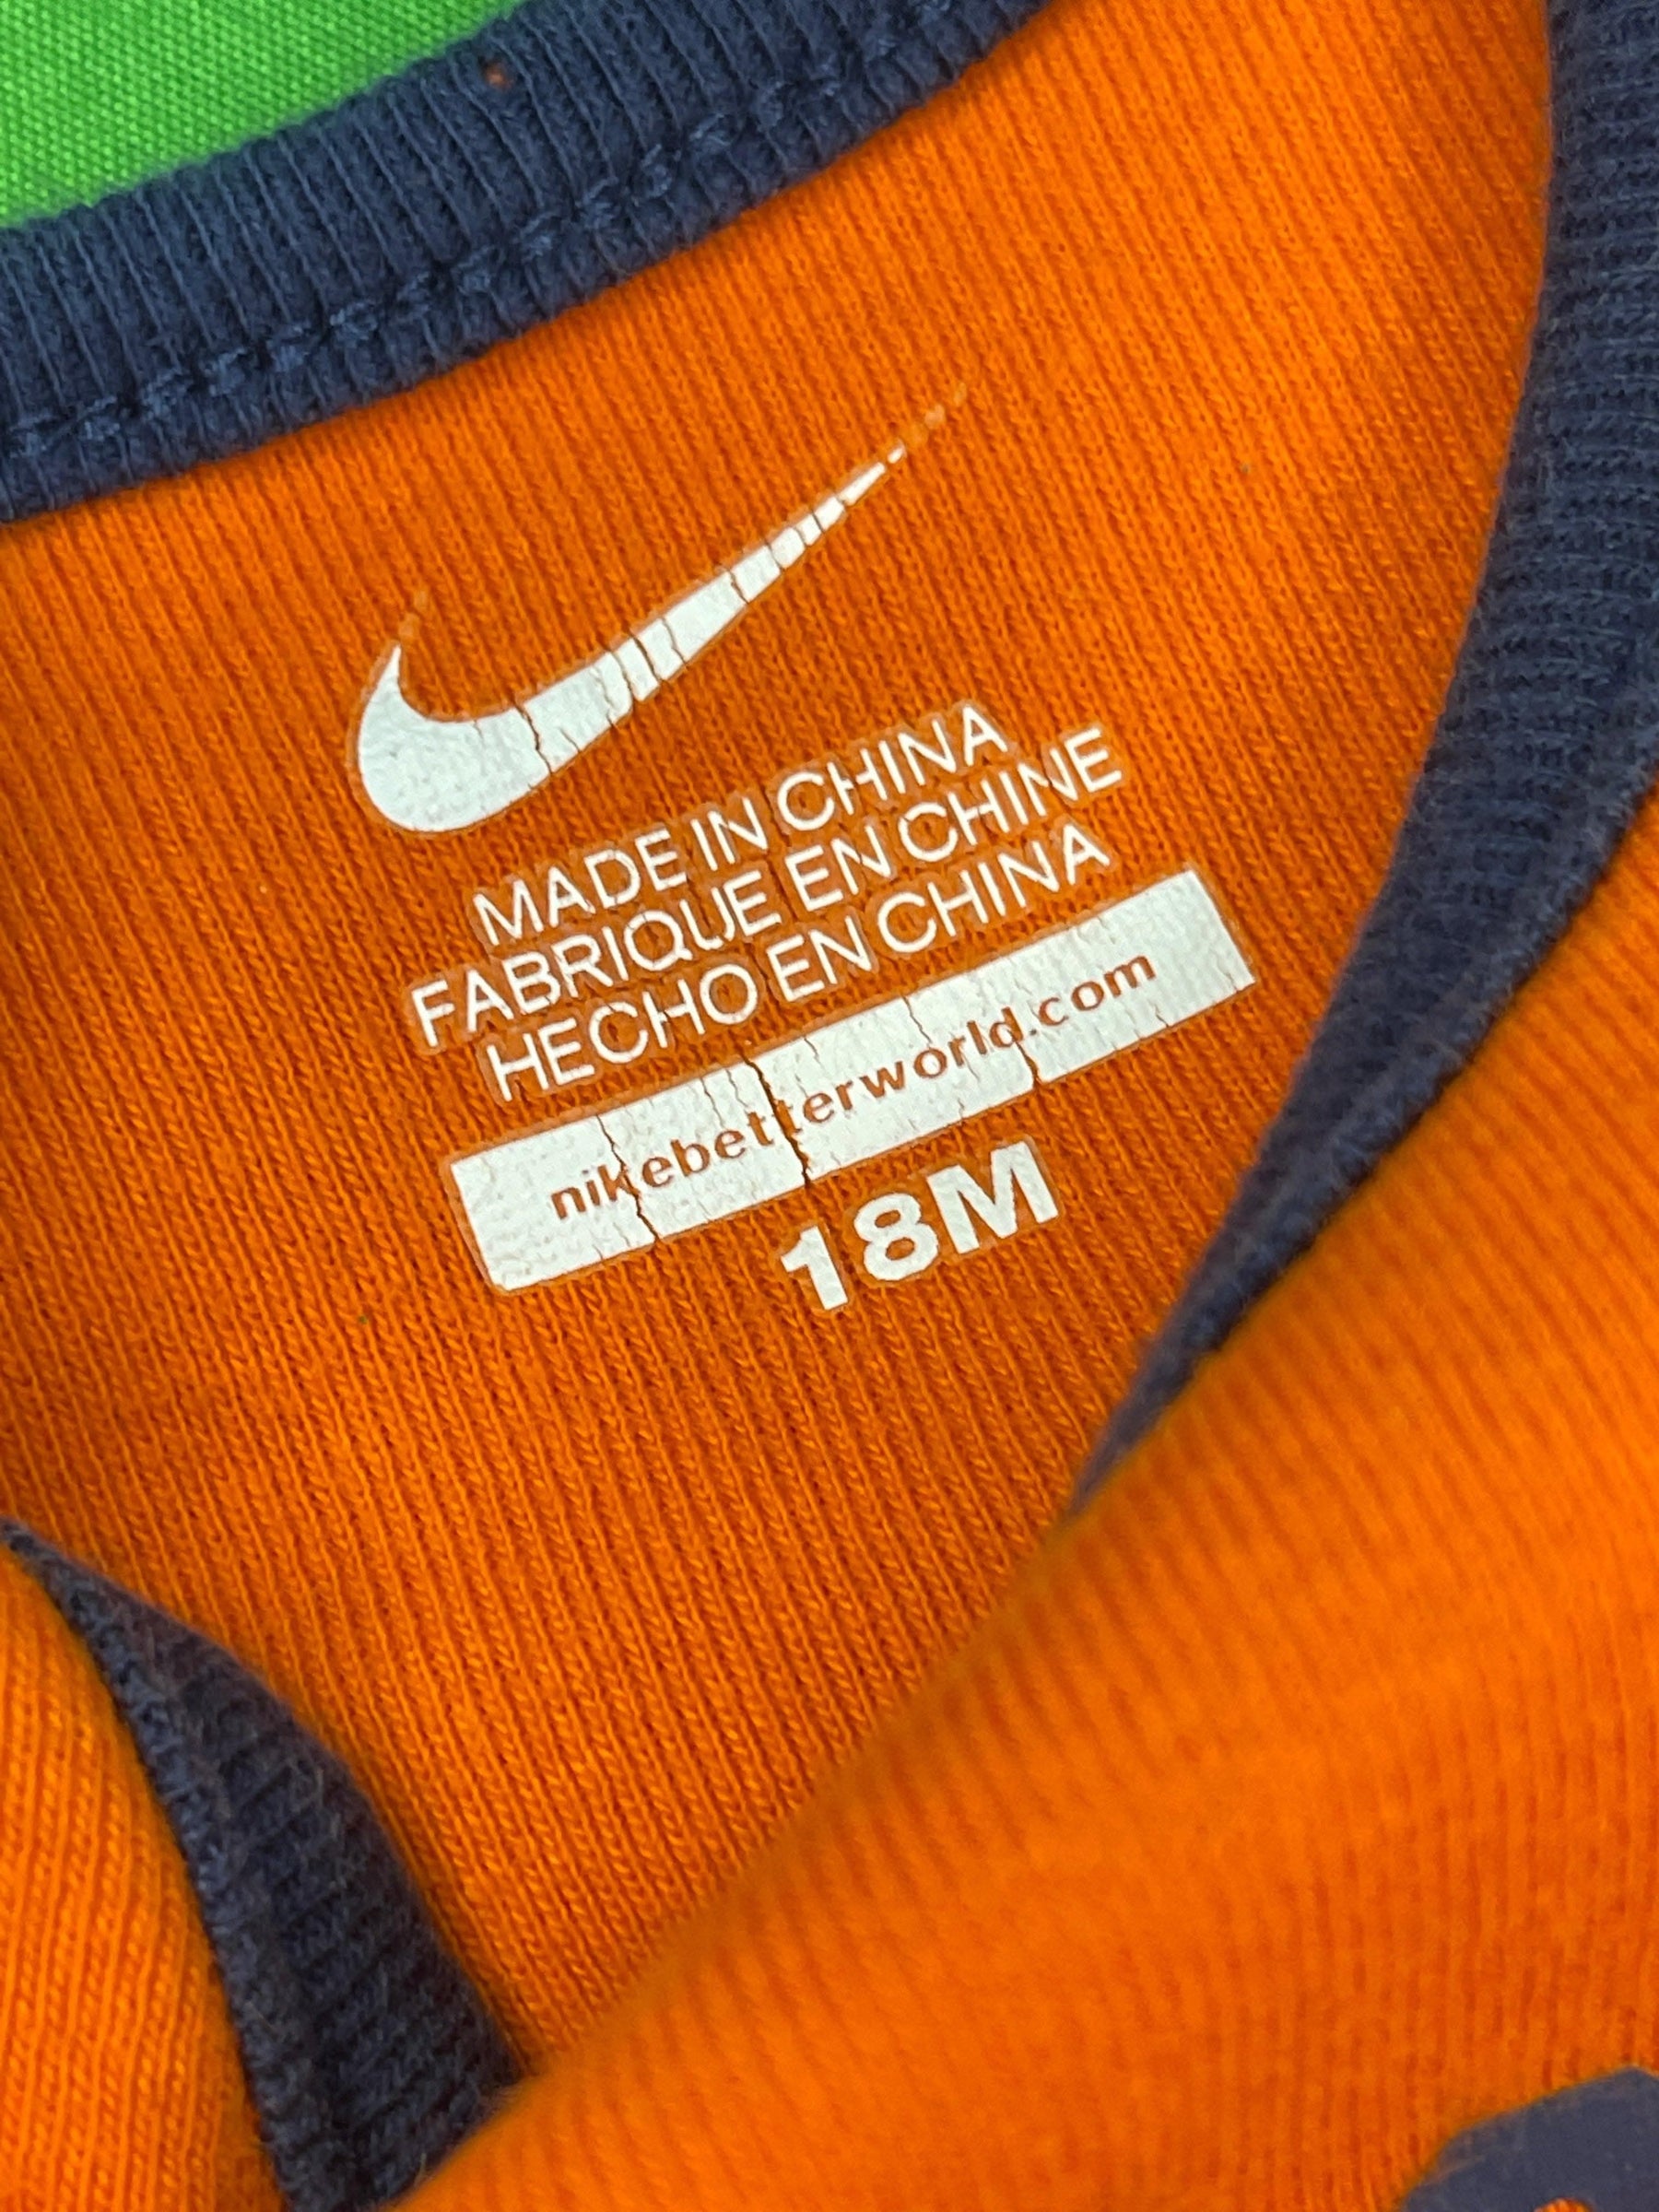 MADE IN CHINA
FABRIQUE EN CHINE
HECHO EN CHINA
nikebetterworld.com
18M